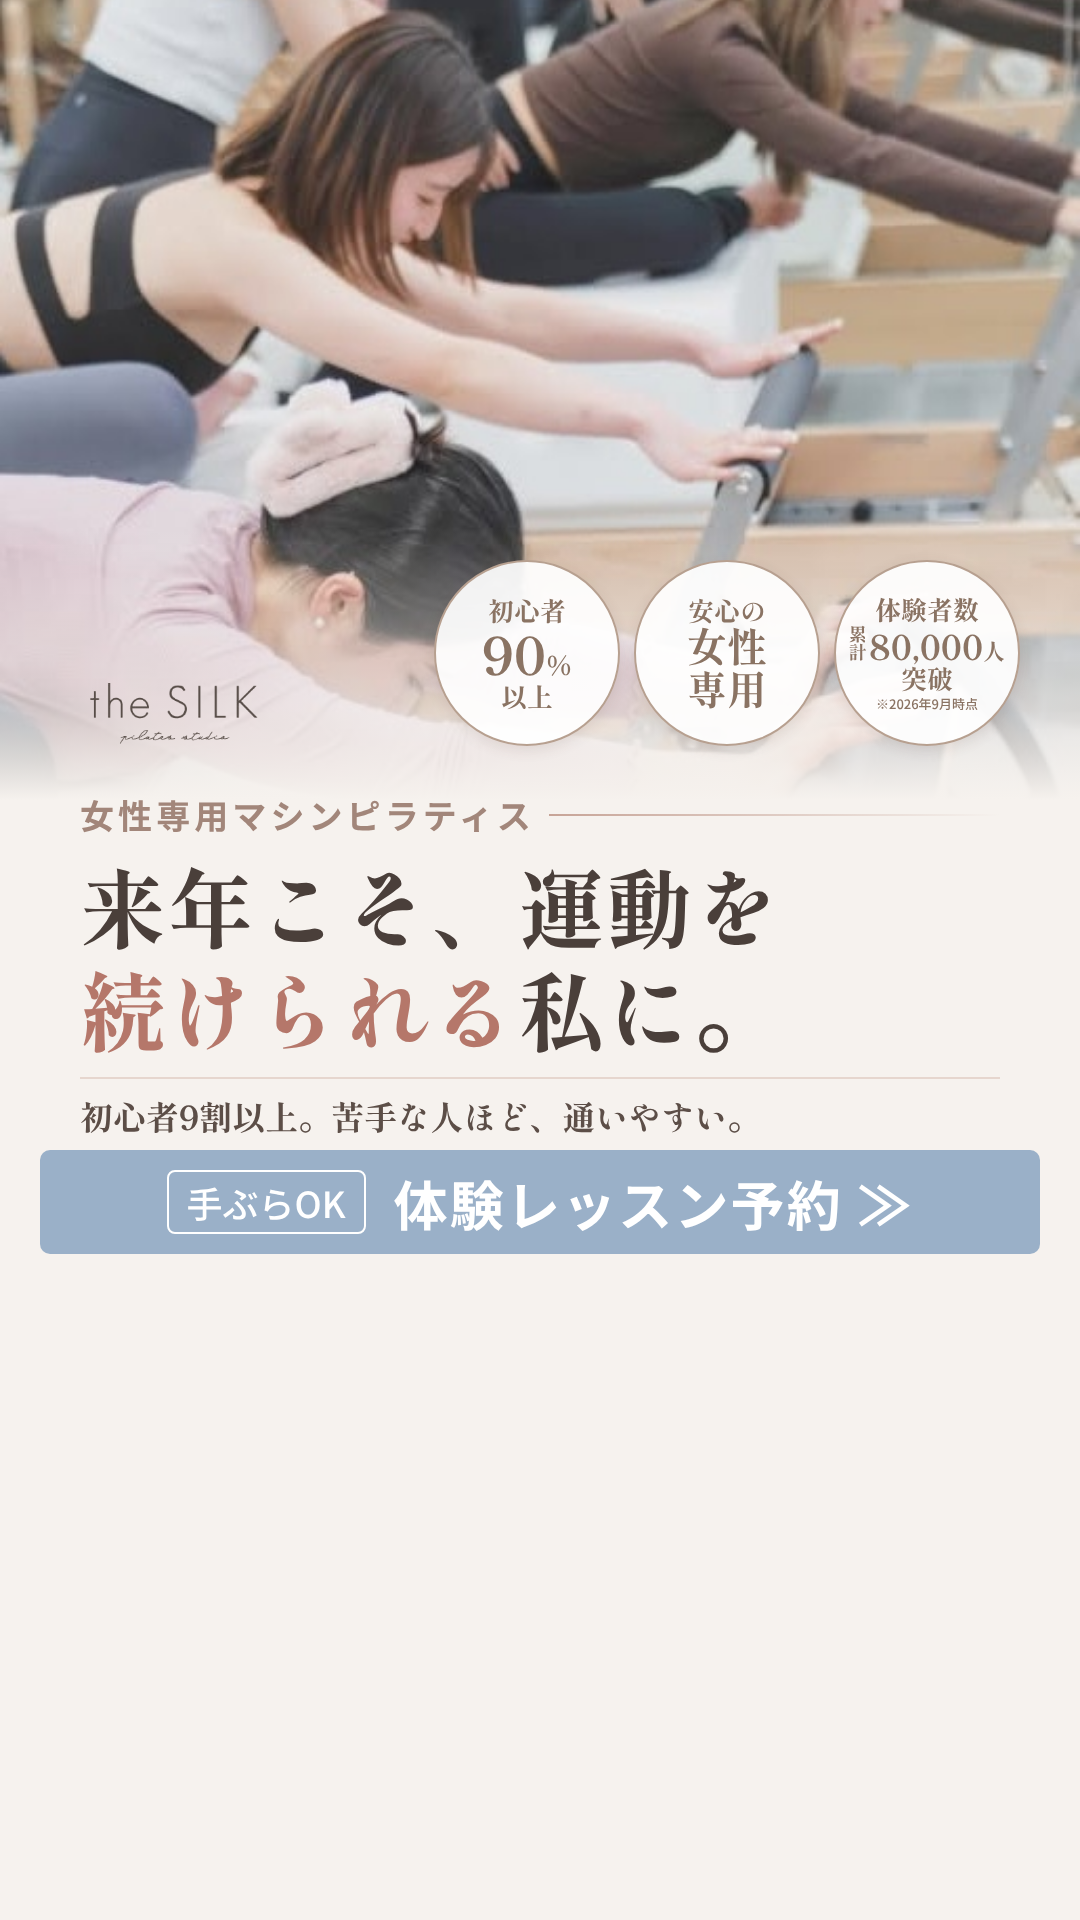 初心者
90%
以上
安心の
女性
専用
体験者数
累計80,000人
突破
※2026年9月時点
the SILK
pilates studio
女性専用マシンピラティス
来年こそ、運動を
続けられる私に。
初心者9割以上。苦手な人ほど、通いやすい。
手ぶらOK 体験レッスン予約 ≫